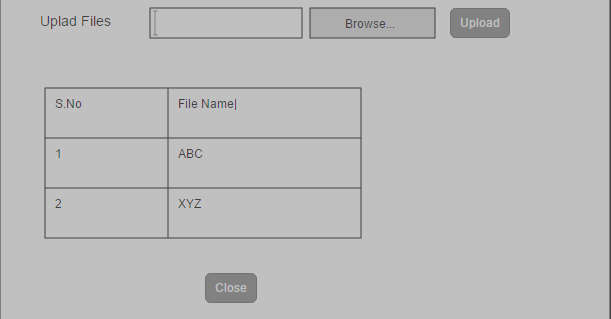 Uplad Files Browse... Upload
S.No File Name
1 ABC
2 XYZ
Close